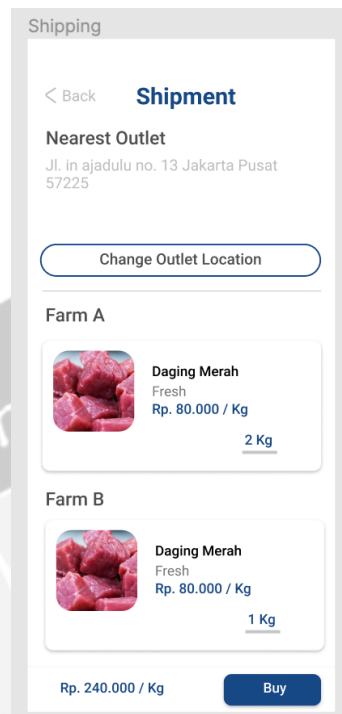 Shipping
< Back
Shipment
Nearest Outlet
Jl. in ajadulu no. 13 Jakarta Pusat
57225
Change Outlet Location
Farm A
Daging Merah
Fresh
Rp. 80.000 / Kg
2 Kg
Farm B
Daging Merah
Fresh
Rp. 80.000 / Kg
1 Kg
Rp. 240.000 / Kg
Buy